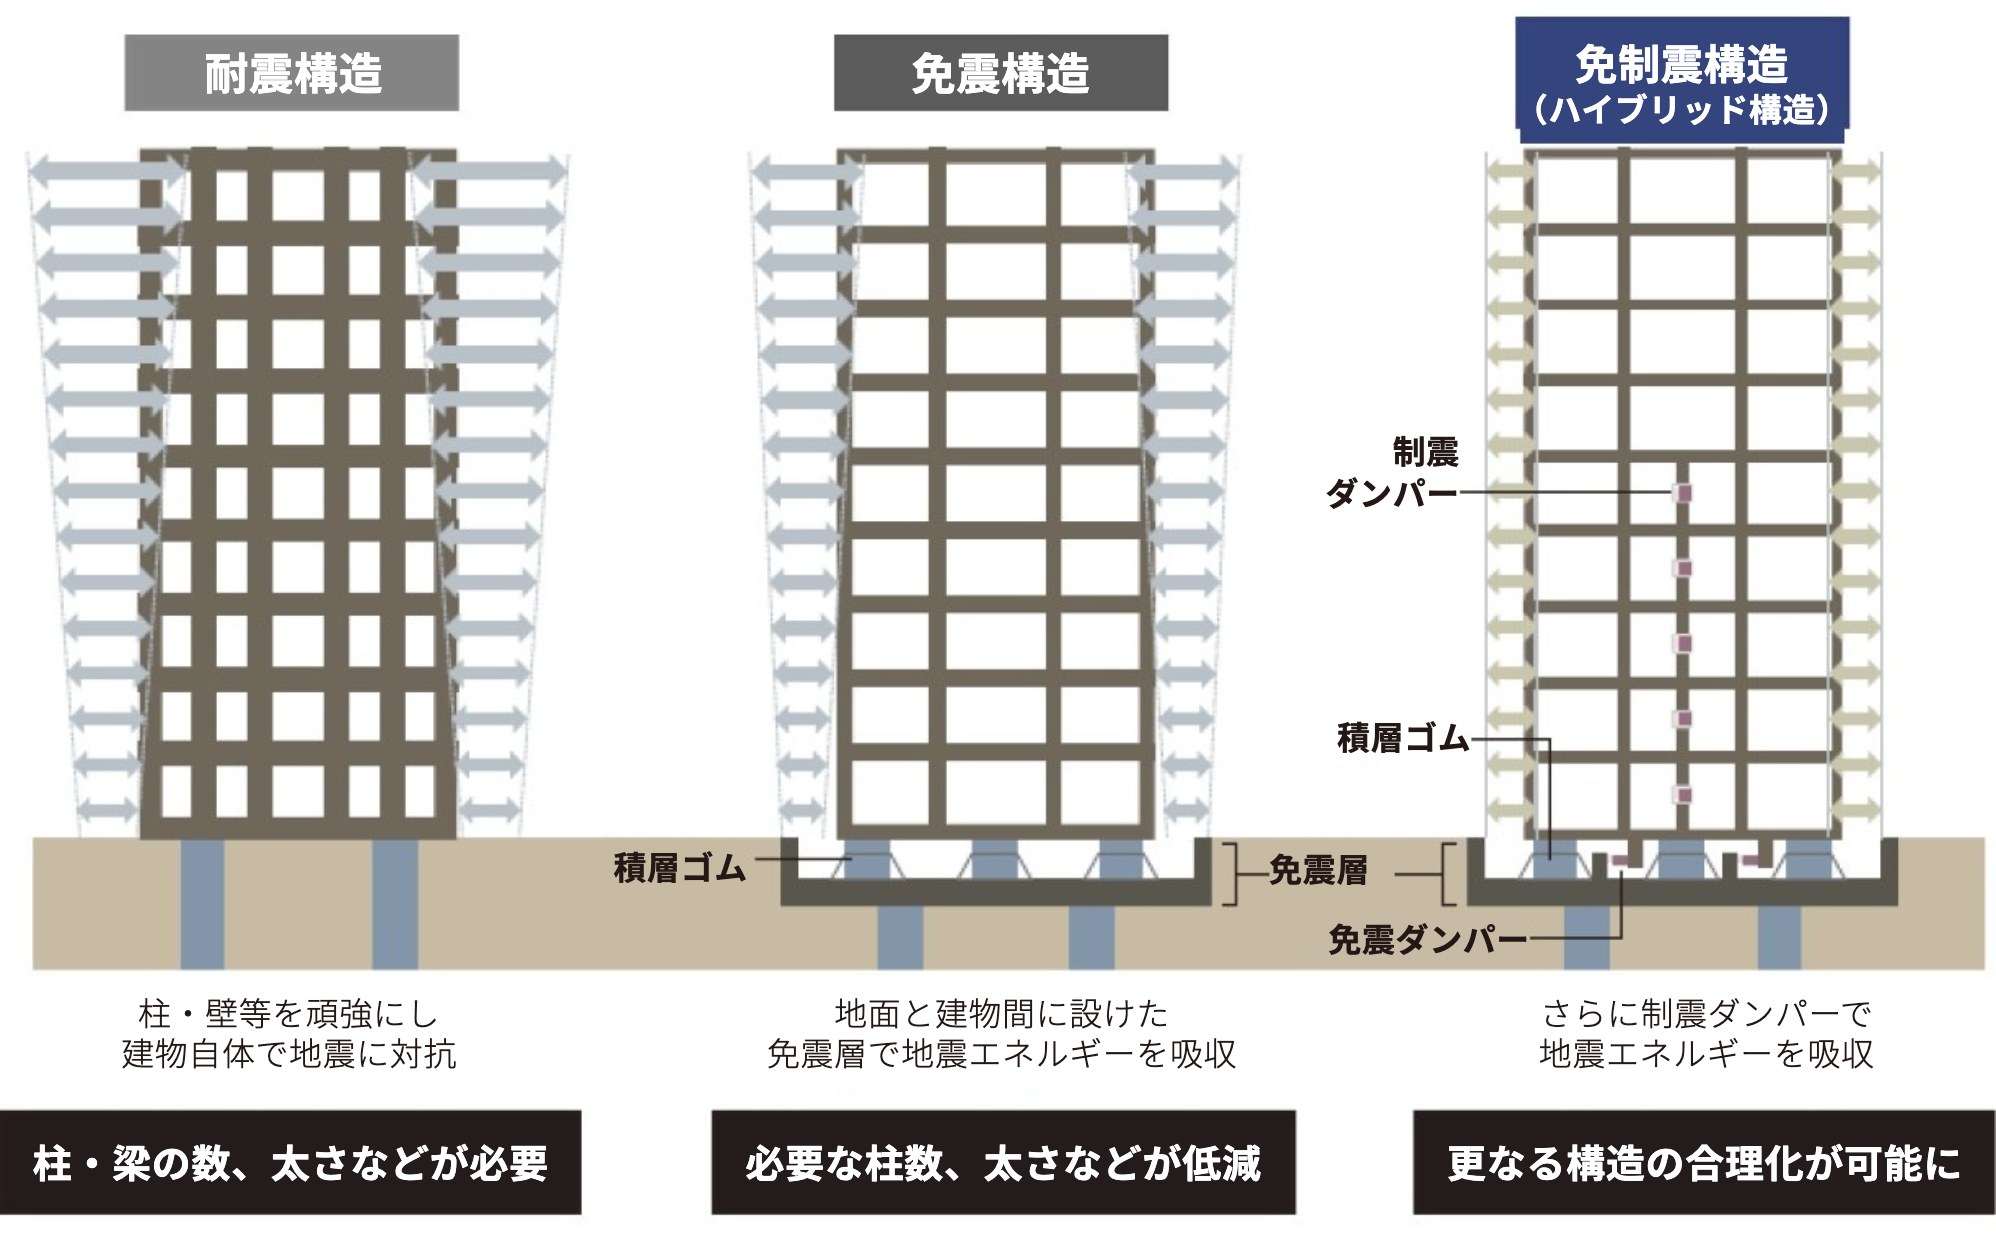 耐震構造
免震構造
免制震構造
（ハイブリッド構造）
制震
ダンパー
積層ゴム
積層ゴム
免震層
免震ダンパー
柱・壁等を頑強にし
建物自体で地震に対抗
地面と建物間に設けた
免震層で地震エネルギーを吸収
さらに制震ダンパーで
地震エネルギーを吸収
柱・梁の数、太さなどが必要
必要な柱数、太さなどが低減
更なる構造の合理化が可能に